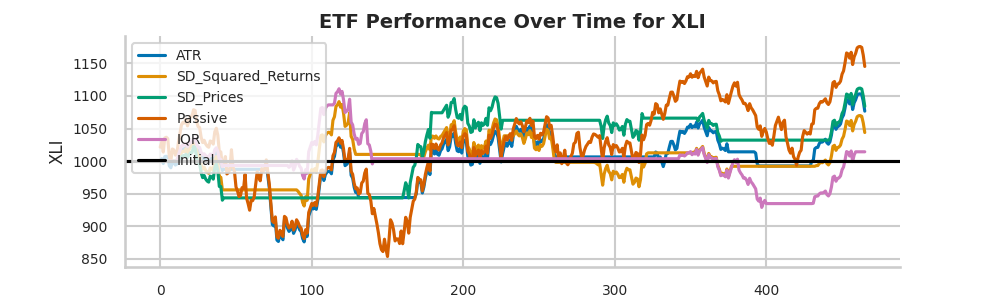 ETF Performance Over Time for XLI
XLI
1150
1100
1050
1000
950
900
850
ATR
SD_Squared_Returns
SD_Prices
Passive
IQR
Initial
0
100
200
300
400